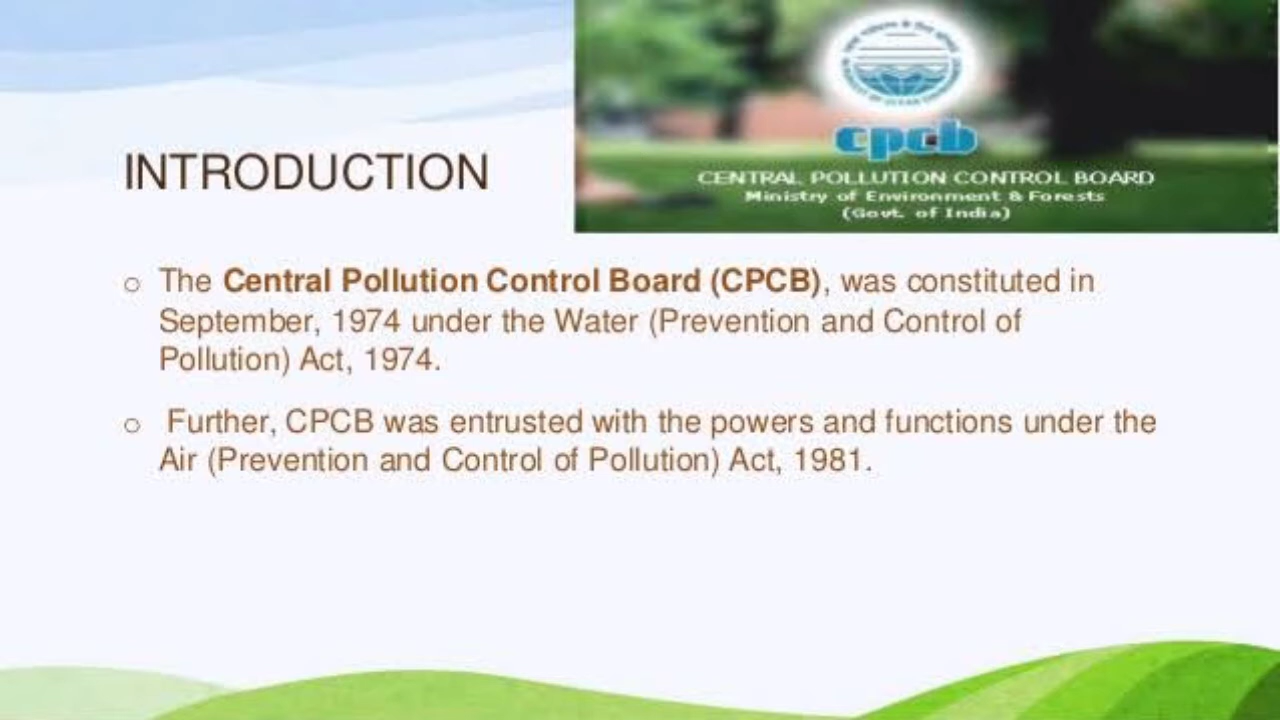 cpcb
CENTRAL POLLUTION CONTROL BOARD
Ministry of Environment & Forests
(Govt. of India)
INTRODUCTION
o The Central Pollution Control Board (CPCB), was constituted in
September, 1974 under the Water (Prevention and Control of
Pollution) Act, 1974.
o Further, CPCB was entrusted with the powers and functions under the
Air (Prevention and Control of Pollution) Act, 1981.